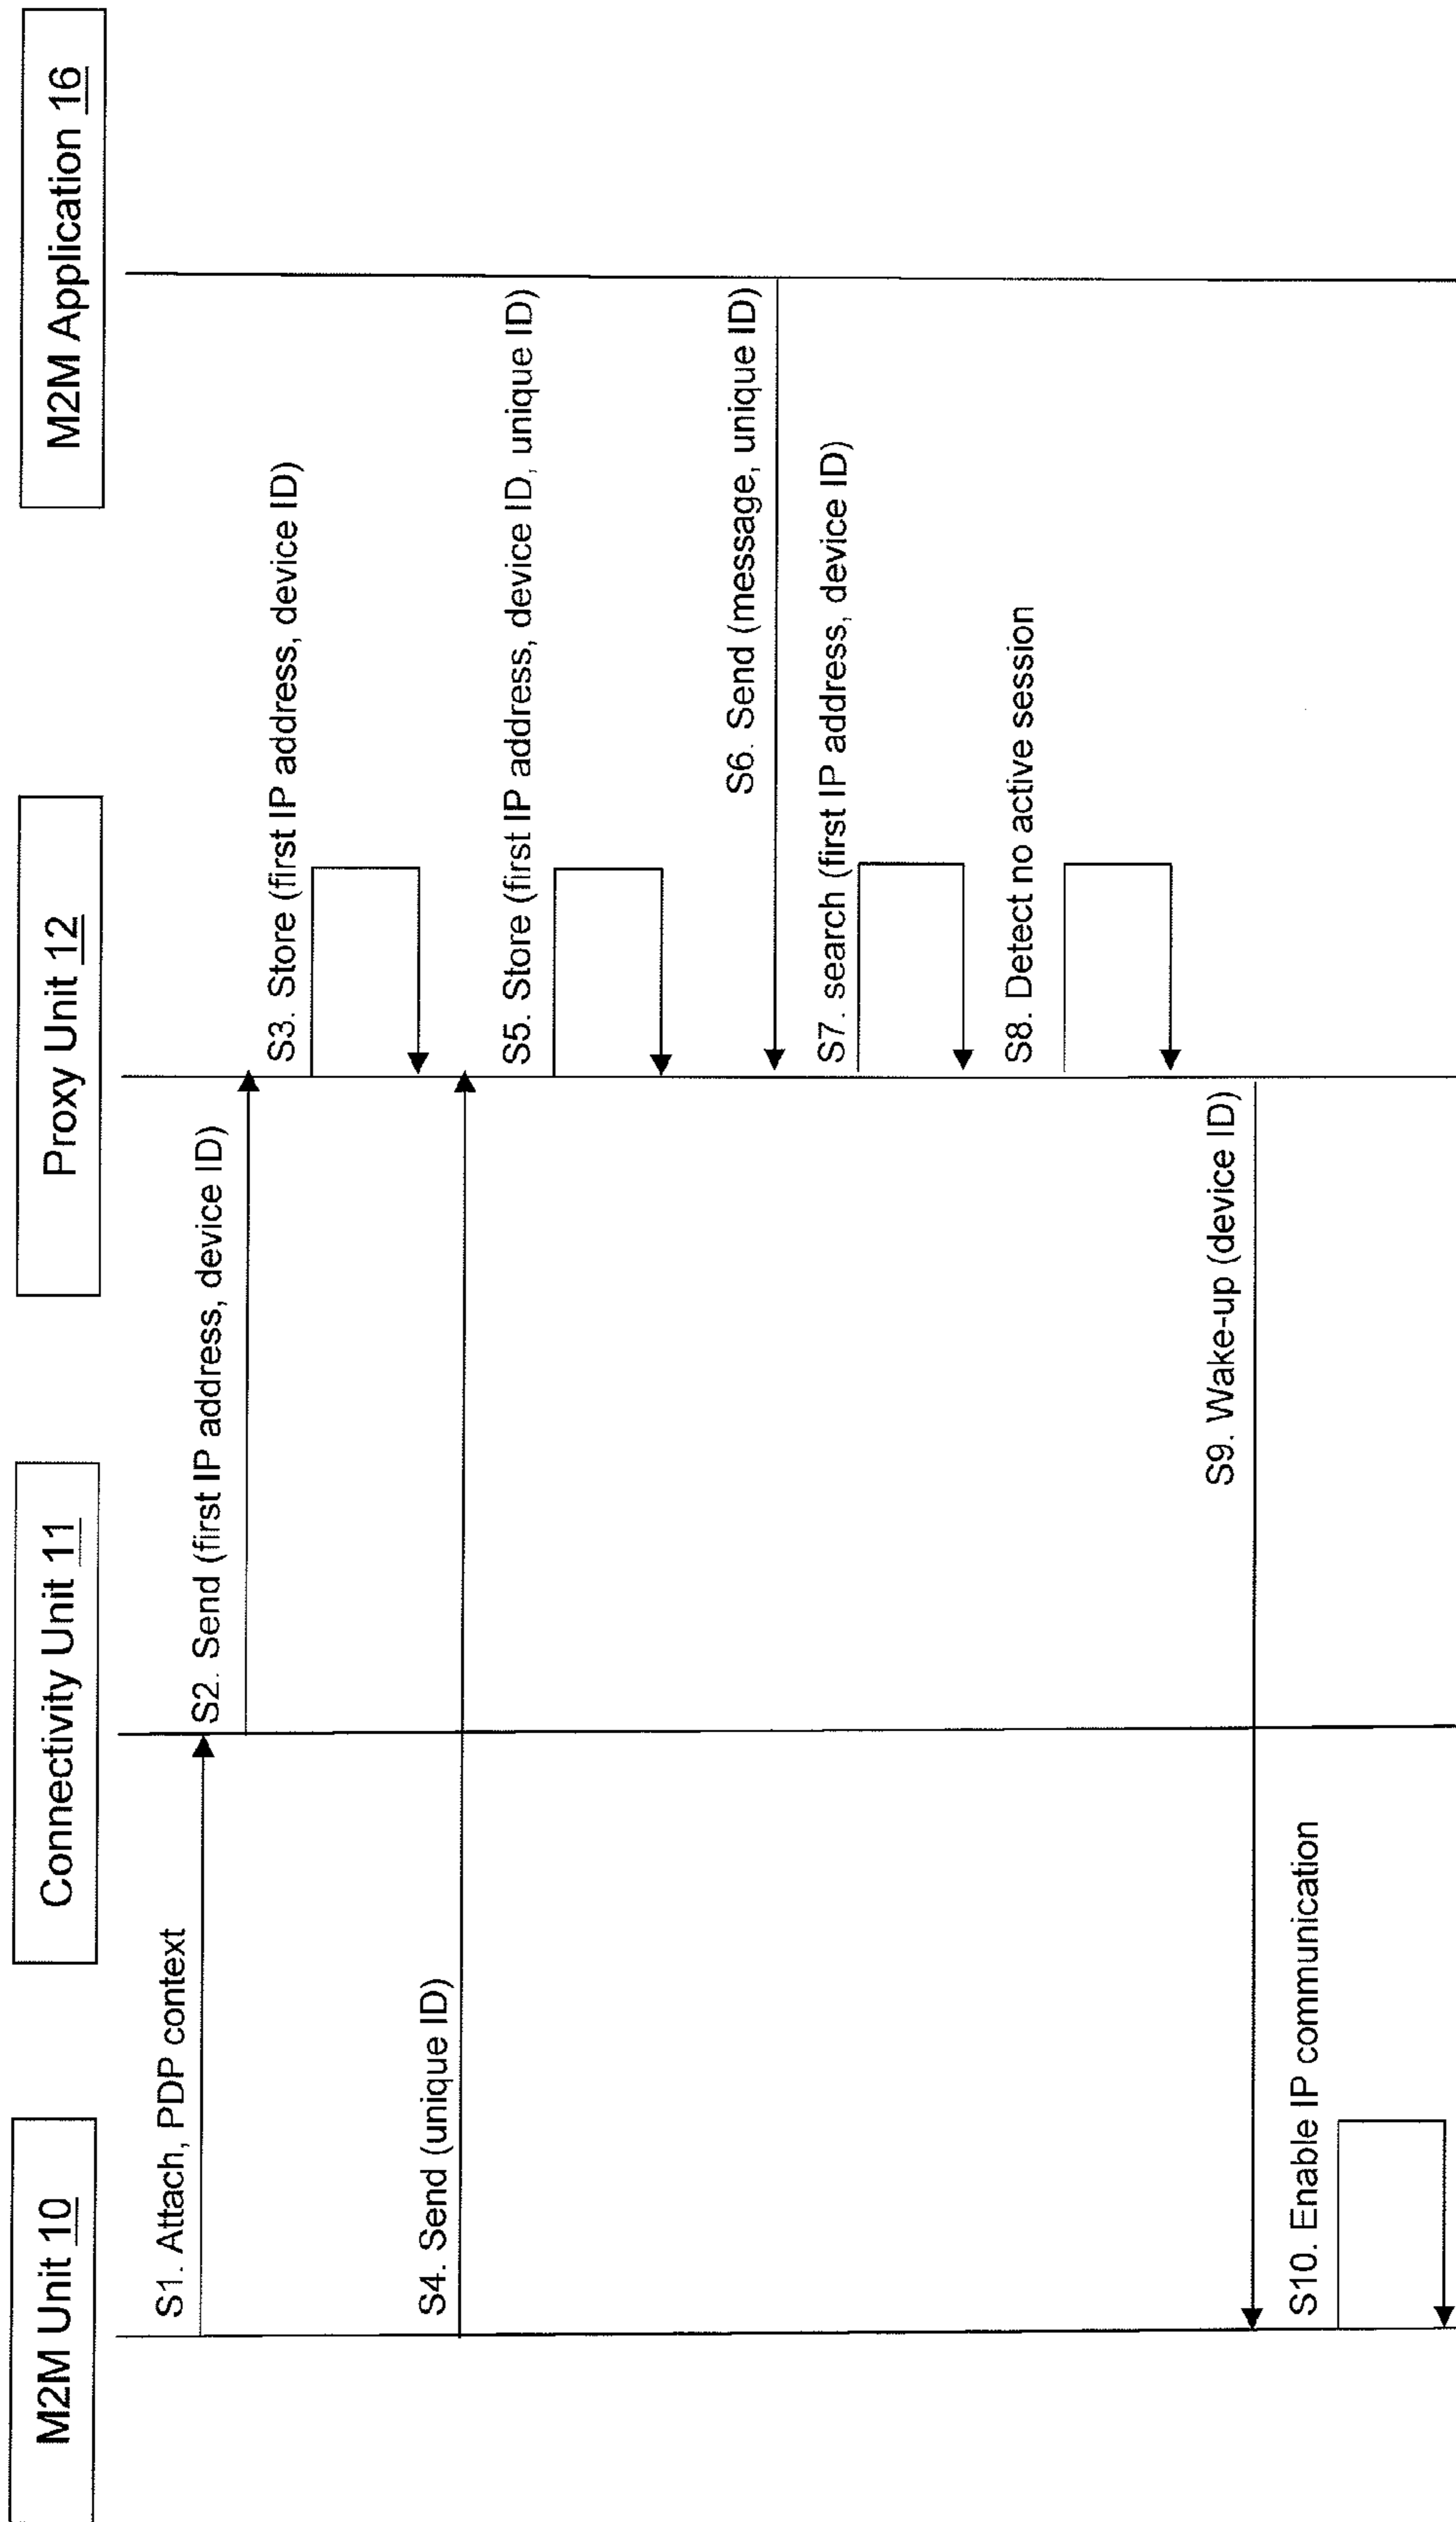 M2M Unit 10
Connectivity Unit 11
Proxy Unit 12
M2M Application 16
S1. Attach, PDP context
S2. Send (first IP address, device ID)
S3. Store (first IP address, device ID)
S4. Send (unique ID)
S5. Store (first IP address, device ID, unique ID)
S6. Send (message, unique ID)
S7. search (first IP address, device ID)
S8. Detect no active session
S9. Wake-up (device ID)
S10. Enable IP communication